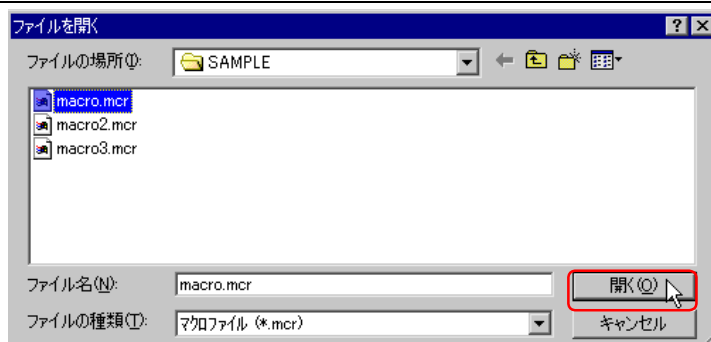 ファイルを開く
ファイルの場所(I):
SAMPLE
macro.mcr
macro2.mcr
macro3.mcr
ファイル名(N):
macro.mcr
開く(O)
ファイルの種類(T):
マクロファイル (*.mcr)
キャンセル